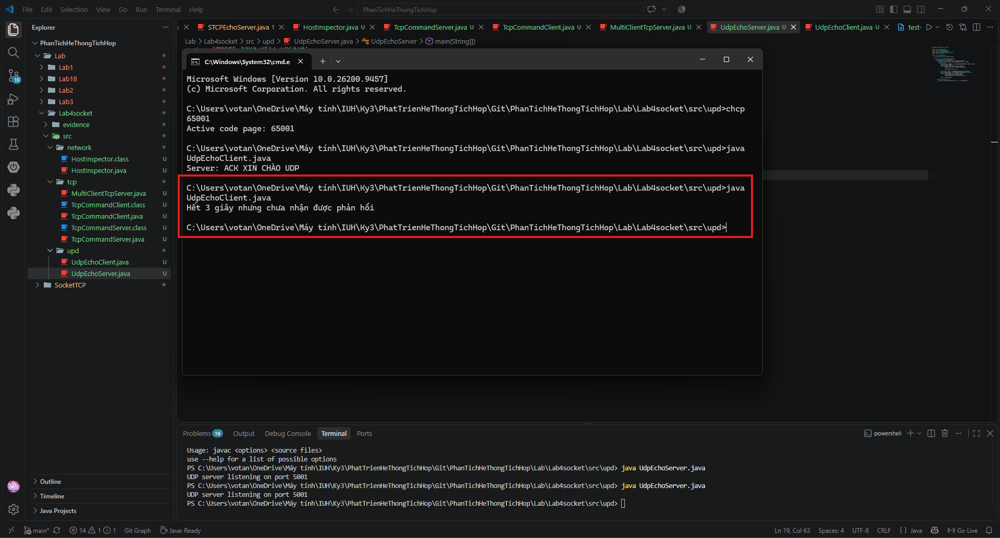 File Edit Selection View Go Run Terminal Help
PhanTichHeThongTichHop
Explorer
PhanTichHeThongTichHop
Lab
Lab1
Lab1B
Lab2
Lab3
Lab4socket
evidence
src
network
HostInspector.class U
HostInspector.java U
tcp
MultiClientTcpServer.java U
TcpCommandClient.class U
TcpCommandClient.java U
TcpCommandServer.class U
TcpCommandServer.java U
upd
UdpEchoClient.java U
UdpEchoServer.java U
SocketTCP
10
Outline
Timeline
Java Projects
STCPEchoServer.java 1 HostInspector.java U TcpCommandServer.java U TcpCommandClient.java U MultiClientTcpServer.java U UdpEchoServer.java U UdpEchoClient.java U test-
Lab > Lab4socket > src > upd > UdpEchoServer.java > UdpEchoServer > main(String[])
import java.util.Locale;
C:\Windows\System32\cmd.e
Microsoft Windows [Version 10.0.26200.9457]
(c) Microsoft Corporation. All rights reserved.
C:\Users\votan\OneDrive\Máy tính\IUH\Ky3\PhatTrienHeThongTichHop\Git\PhanTichHeThongTichHop\Lab\Lab4socket\src\upd>chcp
65001
Active code page: 65001
C:\Users\votan\OneDrive\Máy tính\IUH\Ky3\PhatTrienHeThongTichHop\Git\PhanTichHeThongTichHop\Lab\Lab4socket\src\upd>java
UdpEchoClient.java
Server: ACK XIN CHÀO UDP
C:\Users\votan\OneDrive\Máy tính\IUH\Ky3\PhatTrienHeThongTichHop\Git\PhanTichHeThongTichHop\Lab\Lab4socket\src\upd>java
UdpEchoClient.java
Hết 3 giây nhưng chưa nhận được phản hồi
C:\Users\votan\OneDrive\Máy tính\IUH\Ky3\PhatTrienHeThongTichHop\Git\PhanTichHeThongTichHop\Lab\Lab4socket\src\upd>
Problems 16 Output Debug Console Terminal Ports
powershell
Usage: javac <options> <source files>
use --help for a list of possible options
PS C:\Users\votan\OneDrive\Máy tính\IUH\Ky3\PhatTrienHeThongTichHop\Git\PhanTichHeThongTichHop\Lab\Lab4socket\src\upd> java UdpEchoServer.java
UDP server listening on port 5001
PS C:\Users\votan\OneDrive\Máy tính\IUH\Ky3\PhatTrienHeThongTichHop\Git\PhanTichHeThongTichHop\Lab\Lab4socket\src\upd> java UdpEchoServer.java
UDP server listening on port 5001
PS C:\Users\votan\OneDrive\Máy tính\IUH\Ky3\PhatTrienHeThongTichHop\Git\PhanTichHeThongTichHop\Lab\Lab4socket\src\upd>
main* 14 1 1 Git Graph Java: Ready
Ln 19, Col 63 Spaces: 4 UTF-8 CRLF {} Java Go Live